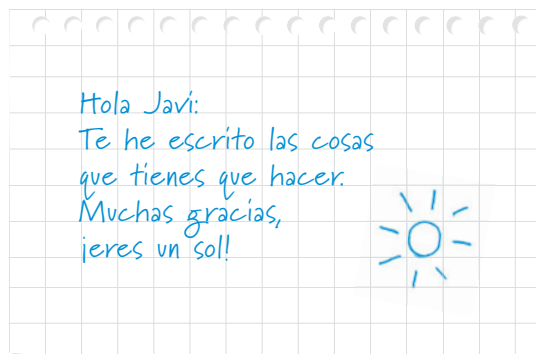 Hola Javi:
Te he escrito las cosas
que tienes que hacer.
Muchas gracias,
¡eres un sol!